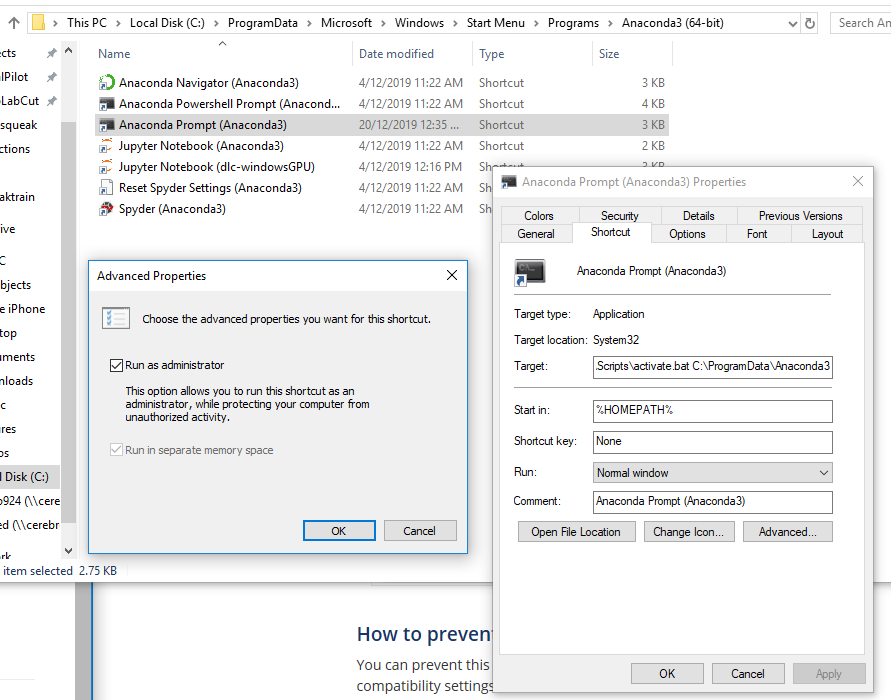 This PC > Local Disk (C:) > ProgramData > Microsoft > Windows > Start Menu > Programs > Anaconda3 (64-bit)
Search An
Name Date modified Type Size
Anaconda Navigator (Anaconda3) 4/12/2019 11:22 AM Shortcut 3 KB
Anaconda Powershell Prompt (Anacond... 4/12/2019 11:22 AM Shortcut 4 KB
Anaconda Prompt (Anaconda3) 20/12/2019 12:35 ... Shortcut 3 KB
Jupyter Notebook (Anaconda3) 4/12/2019 11:22 AM Shortcut 2 KB
Jupyter Notebook (dlc-windowsGPU) 4/12/2019 12:16 PM Shortcut 3 KB
Reset Spyder Settings (Anaconda3) 4/12/2019 11:22 AM Sh
Spyder (Anaconda3) 4/12/2019 11:22 AM Sh
ects
lPilot
LabCut
squeak
ctions
aktrain
ive
C
bjects
e iPhone
top
uments
nloads
c
res
os
l Disk (C:)
o924 (\\cere
ed (\\cerebr
rk
item selected 2.75 KB
Advanced Properties
Choose the advanced properties you want for this shortcut.
Run as administrator
This option allows you to run this shortcut as an
administrator, while protecting your computer from
unauthorized activity.
Run in separate memory space
OK Cancel
Anaconda Prompt (Anaconda3) Properties
Colors Security Details Previous Versions
General Shortcut Options Font Layout
Anaconda Prompt (Anaconda3)
Target type: Application
Target location: System32
Target: .Scripts\activate.bat C:\ProgramData\Anaconda3
Start in: %HOMEPATH%
Shortcut key: None
Run: Normal window
Comment: Anaconda Prompt (Anaconda3)
Open File Location Change Icon... Advanced...
OK Cancel Apply
How to preven
You can prevent this
compatibility settings